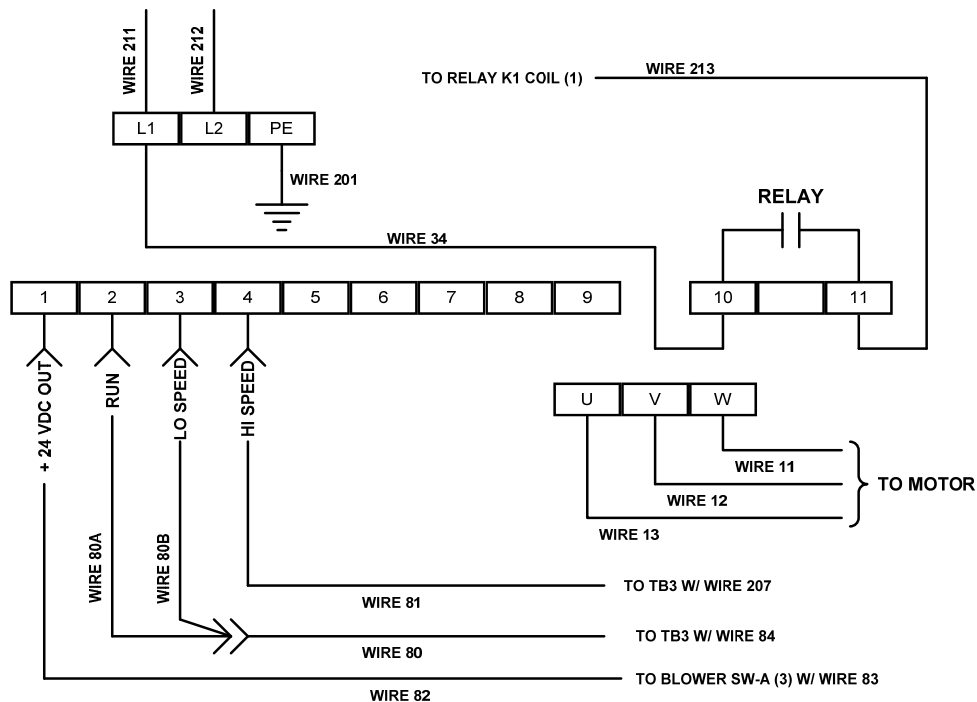 WIRE 211
WIRE 212
TO RELAY K1 COIL (1)
WIRE 213
L1
L2
PE
WIRE 201
RELAY
WIRE 34
1
2
3
4
5
6
7
8
9
10
11
+ 24 VDC OUT
RUN
LO SPEED
HI SPEED
U
V
W
WIRE 11
WIRE 12
WIRE 13
TO MOTOR
WIRE 80A
WIRE 80B
WIRE 81
TO TB3 W/ WIRE 207
WIRE 80
TO TB3 W/ WIRE 84
WIRE 82
TO BLOWER SW-A (3) W/ WIRE 83